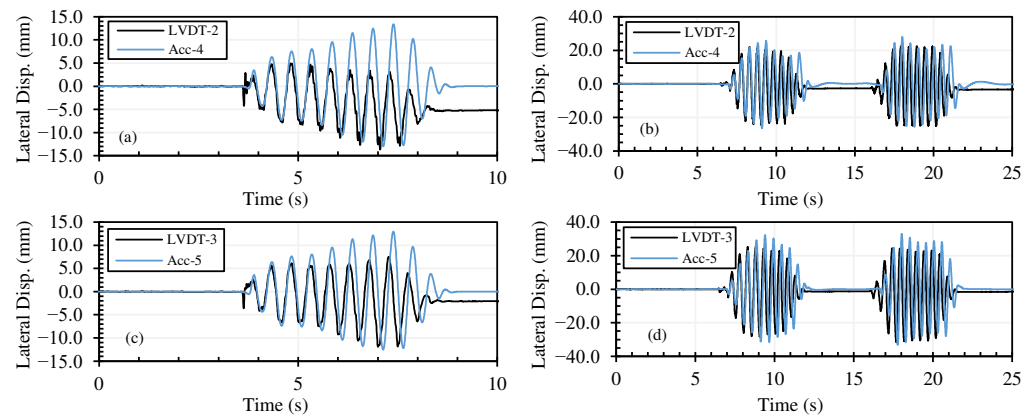 Lateral Disp. (mm)
15.0
10.0
5.0
0.0
−5.0
−10.0
−15.0
LVDT-2
Acc-4
(a)
0 5 10
Time (s)
Lateral Disp. (mm)
40.0
20.0
0.0
−20.0
−40.0
LVDT-2
Acc-4
(b)
0 5 10 15 20 25
Time (s)
Lateral Disp. (mm)
15.0
10.0
5.0
0.0
−5.0
−10.0
−15.0
LVDT-3
Acc-5
(c)
0 5 10
Time (s)
Lateral Disp. (mm)
40.0
20.0
0.0
−20.0
−40.0
LVDT-3
Acc-5
(d)
0 5 10 15 20 25
Time (s)